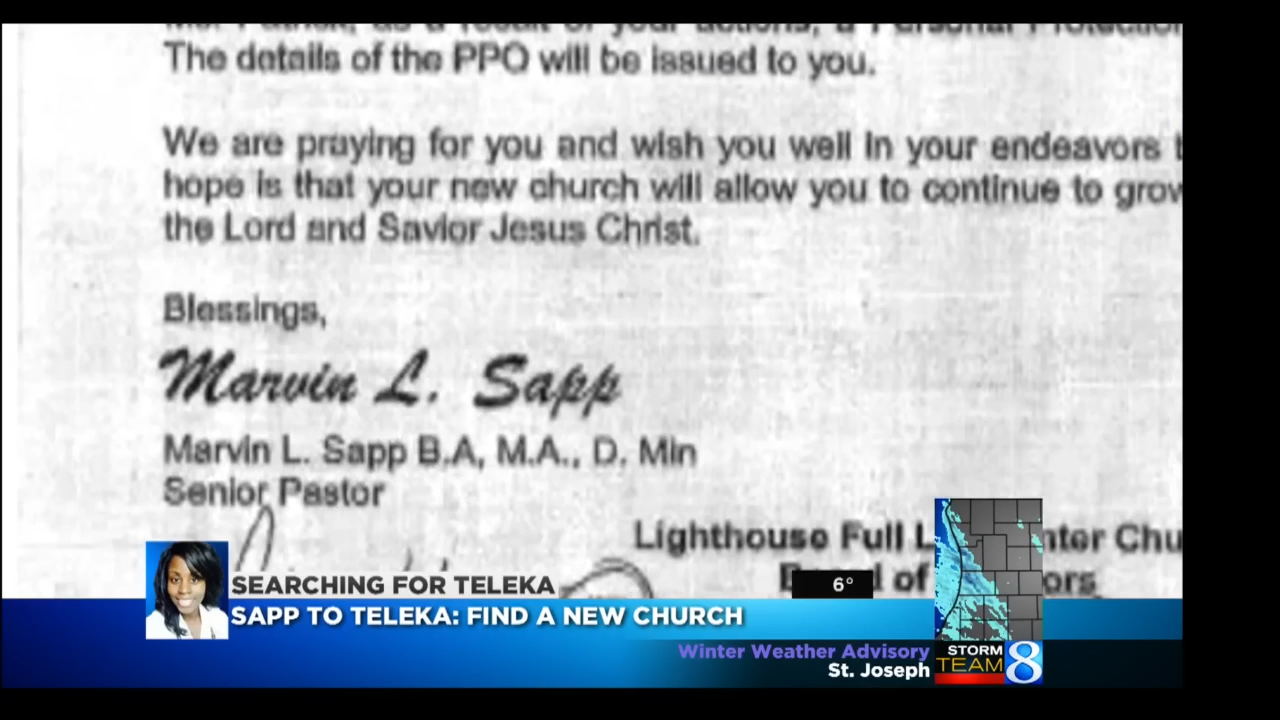 The details of the PPO will be issued to you.
We are praying for you and wish you well in your endeavors
hope is that your new church will allow you to continue to grow
the Lord and Savior Jesus Christ.
Blessings,
Marvin L. Sapp
Marvin L. Sapp B.A, M.A., D. Min
Senior Pastor
Lighthouse Full
of
SEARCHING FOR TELEKA
6°
SAPP TO TELEKA: FIND A NEW CHURCH
Winter Weather Advisory
St. Joseph
STORM
TEAM 8